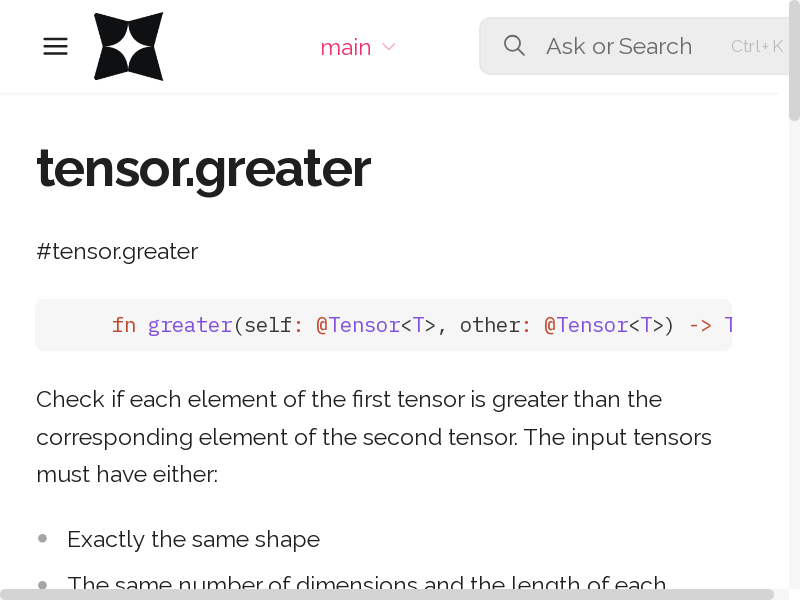 main
Ask or Search
Ctrl+K
tensor.greater
#tensor.greater
fn greater(self: @Tensor<T>, other: @Tensor<T>) -> T
Check if each element of the first tensor is greater than the
corresponding element of the second tensor. The input tensors
must have either:
Exactly the same shape
The same number of dimensions and the length of each